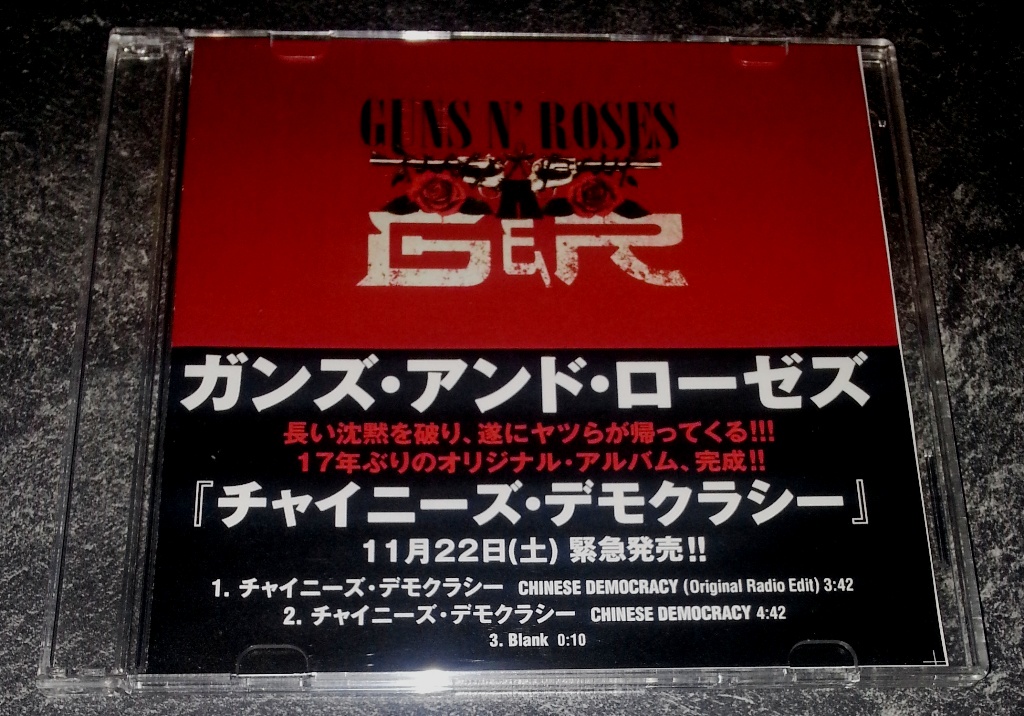 GUNS N' ROSES
G N' R
ガンズ・アンド・ローゼズ
長い沈黙を破り、遂にヤツらが帰ってくる!!!
17年ぶりのオリジナル・アルバム、完成!!
『チャイニーズ・デモクラシー』
11月22日(土) 緊急発売!!
1. チャイニーズ・デモクラシー CHINESE DEMOCRACY (Original Radio Edit) 3:42
2. チャイニーズ・デモクラシー CHINESE DEMOCRACY 4:42
3. Blank 0:10